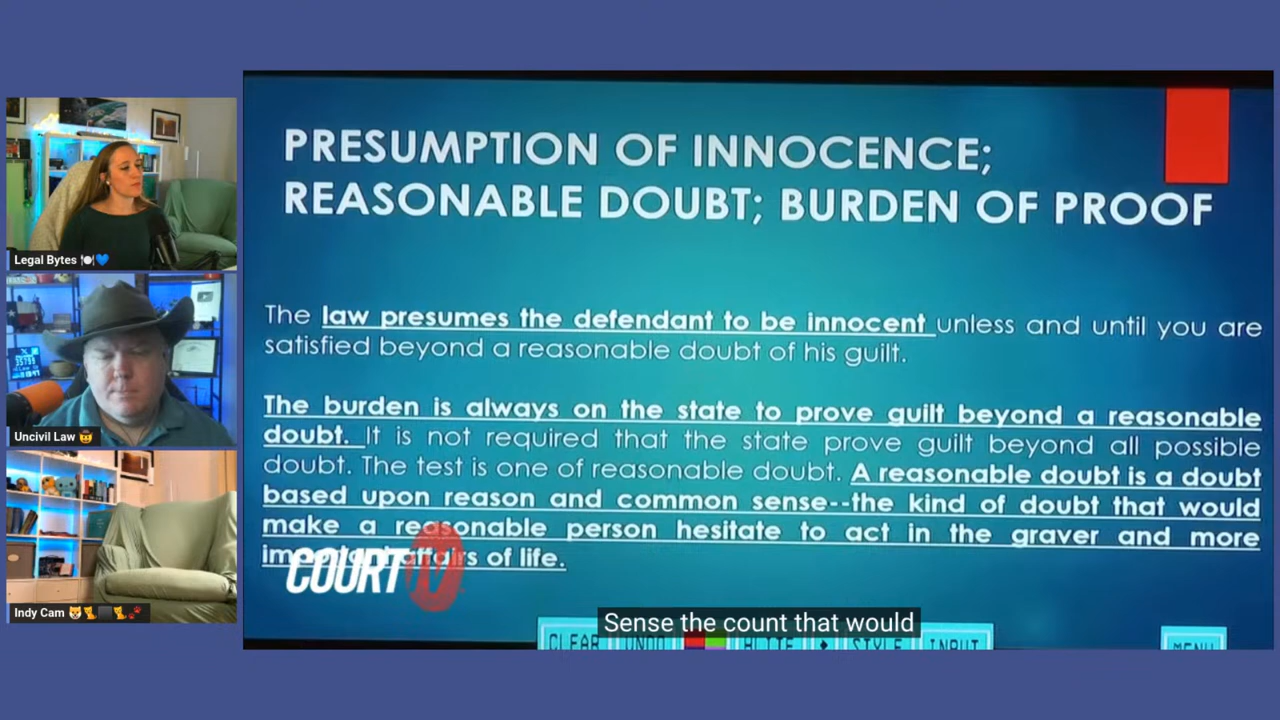 PRESUMPTION OF INNOCENCE;
REASONABLE DOUBT; BURDEN OF PROOF
The law presumes the defendant to be innocent unless and until you are
satisfied beyond a reasonable doubt of his guilt.
The burden is always on the state to prove guilt beyond a reasonable
doubt. It is not required that the state prove guilt beyond all possible
doubt. The test is one of reasonable doubt. A reasonable doubt is a doubt
based upon reason and common sense--the kind of doubt that would
make a reasonable person hesitate to act in the graver and more
affairs of life.
COURT TV
Sense the count that would
CLEAR UNDO STYLE INPUT
MENU
Legal Bytes 🍽💙
Uncivil Law 🤠
Indy Cam